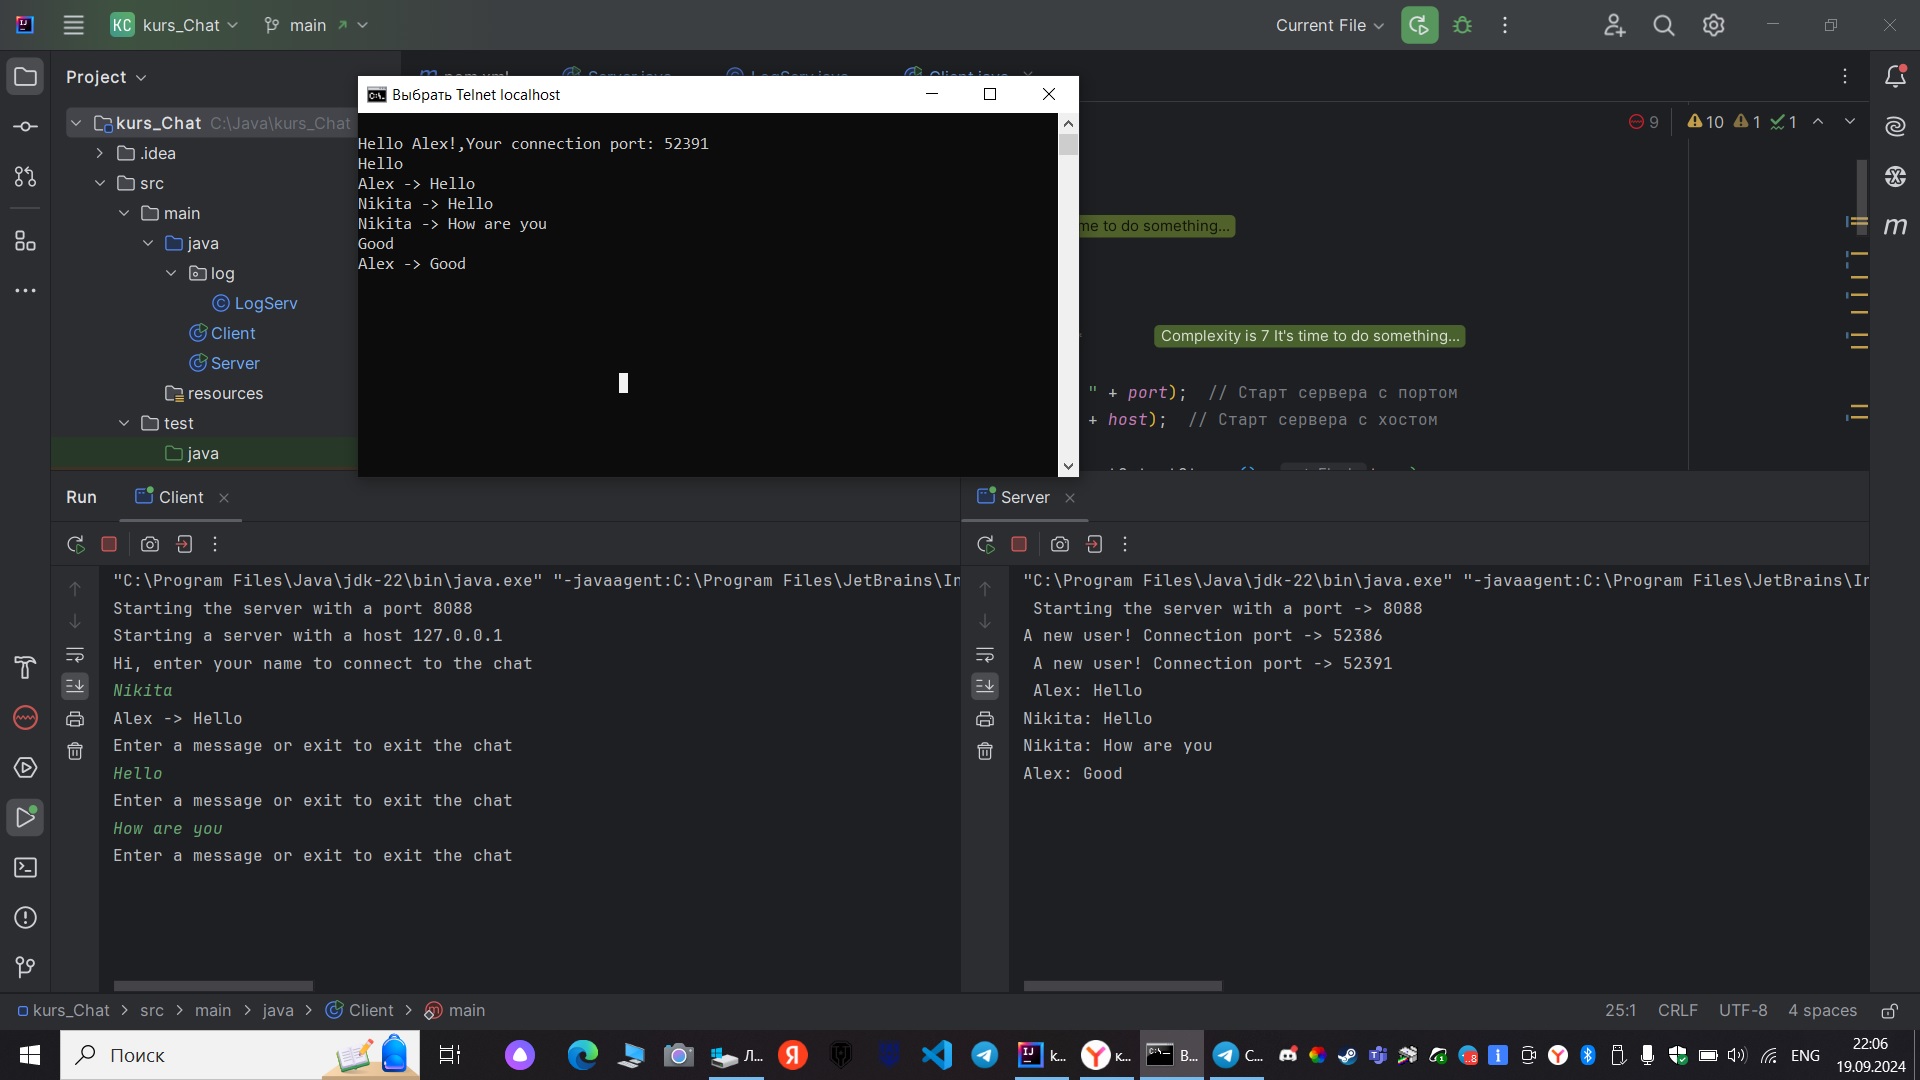 KC kurs_Chat main Current File
Project
pom.xml Server.java LogServ.java Client.java
kurs_Chat C:\Java\kurs_Chat
.idea
src
main
java
log
LogServ
Client
Server
resources
test
java
Выбрать Telnet localhost
Hello Alex!,Your connection port: 52391
Hello
Alex -> Hello
Nikita -> Hello
Nikita -> How are you
Good
Alex -> Good
9 10 1 1
me to do something...
Complexity is 7 It's time to do something...
" + port); // Старт сервера с портом
+ host); // Старт сервера с хостом
Run Client
"C:\Program Files\Java\jdk-22\bin\java.exe" "-javaagent:C:\Program Files\JetBrains\In
Starting the server with a port 8088
Starting a server with a host 127.0.0.1
Hi, enter your name to connect to the chat
Nikita
Alex -> Hello
Enter a message or exit to exit the chat
Hello
Enter a message or exit to exit the chat
How are you
Enter a message or exit to exit the chat
Server
"C:\Program Files\Java\jdk-22\bin\java.exe" "-javaagent:C:\Program Files\JetBrains\In
Starting the server with a port -> 8088
A new user! Connection port -> 52386
A new user! Connection port -> 52391
Alex: Hello
Nikita: Hello
Nikita: How are you
Alex: Good
kurs_Chat > src > main > java > Client > main
25:1 CRLF UTF-8 4 spaces
Поиск
Л... k... к... В... С... ENG
22:06
19.09.2024